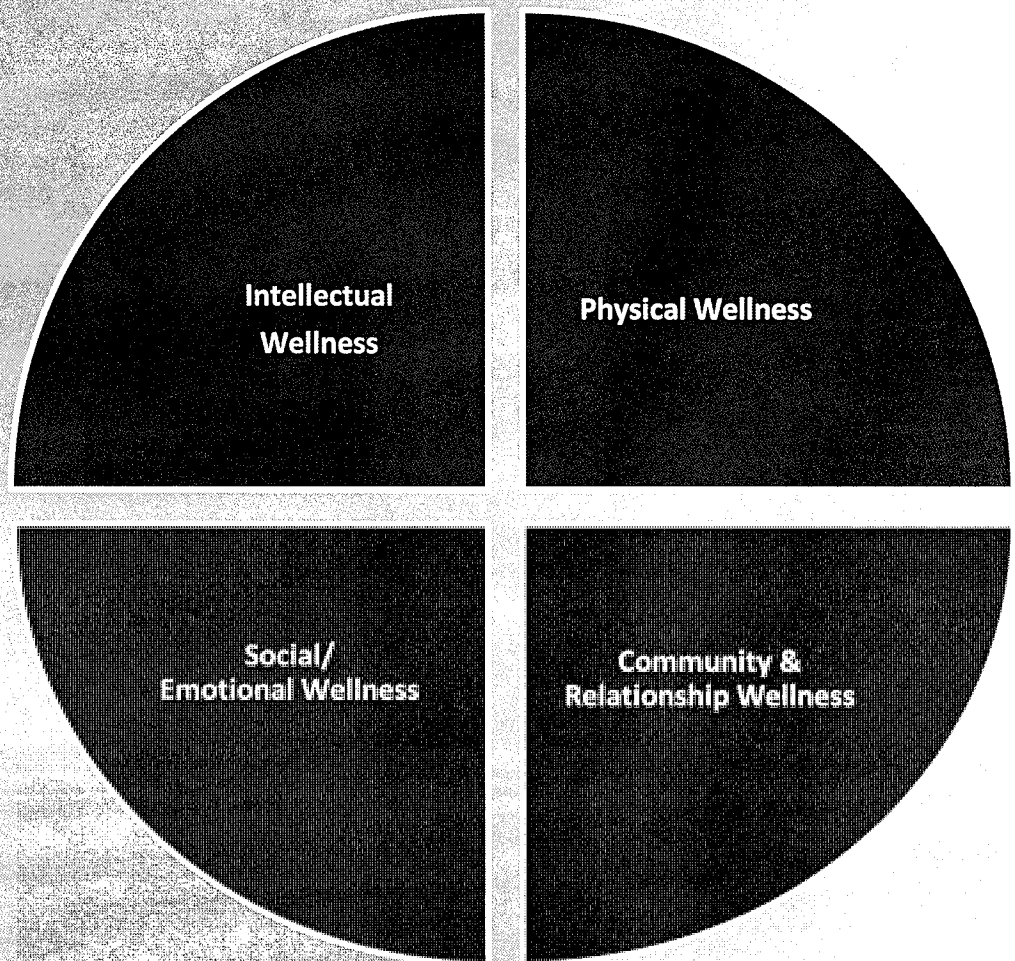 Intellectual
Wellness
Physical Wellness
Social/
Emotional Wellness
Community &
Relationship Wellness